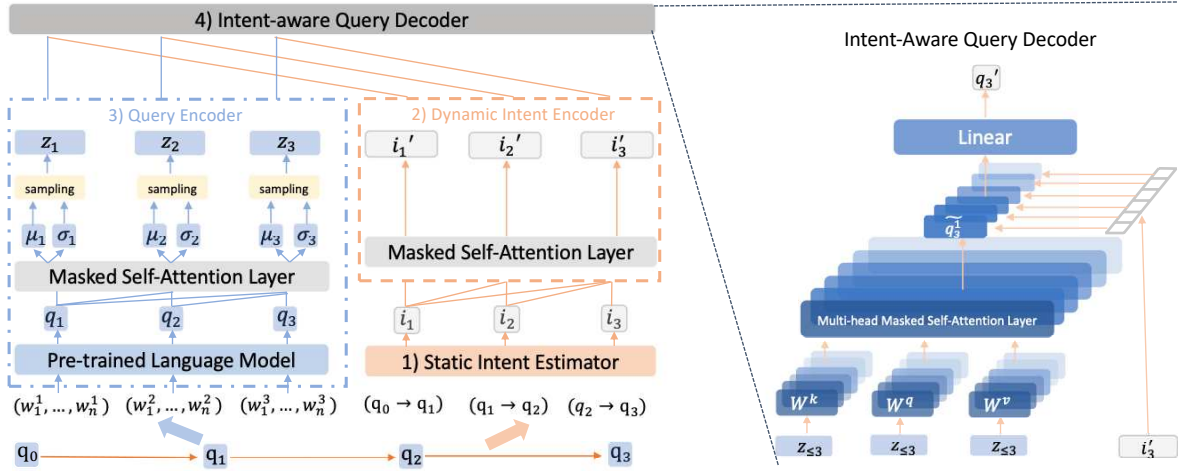 4) Intent-aware Query Decoder
3) Query Encoder
2) Dynamic Intent Encoder
z₁ z₂ z₃
i₁′ i₂′ i₃′
sampling sampling sampling
μ₁ σ₁ μ₂ σ₂ μ₃ σ₃
Masked Self-Attention Layer
Masked Self-Attention Layer
q₁ q₂ q₃
i₁ i₂ i₃
Pre-trained Language Model
1) Static Intent Estimator
(w₁¹, …, wₙ¹) (w₁², …, wₙ²) (w₁³, …, wₙ³)
(q₀ → q₁) (q₁ → q₂) (q₂ → q₃)
q₀ q₁ q₂ q₃
Intent-Aware Query Decoder
q₃′
Linear
q̃₃¹
Multi-head Masked Self-Attention Layer
Wᵏ W^q Wᵛ
z≤₃ z≤₃ z≤₃ i₃′